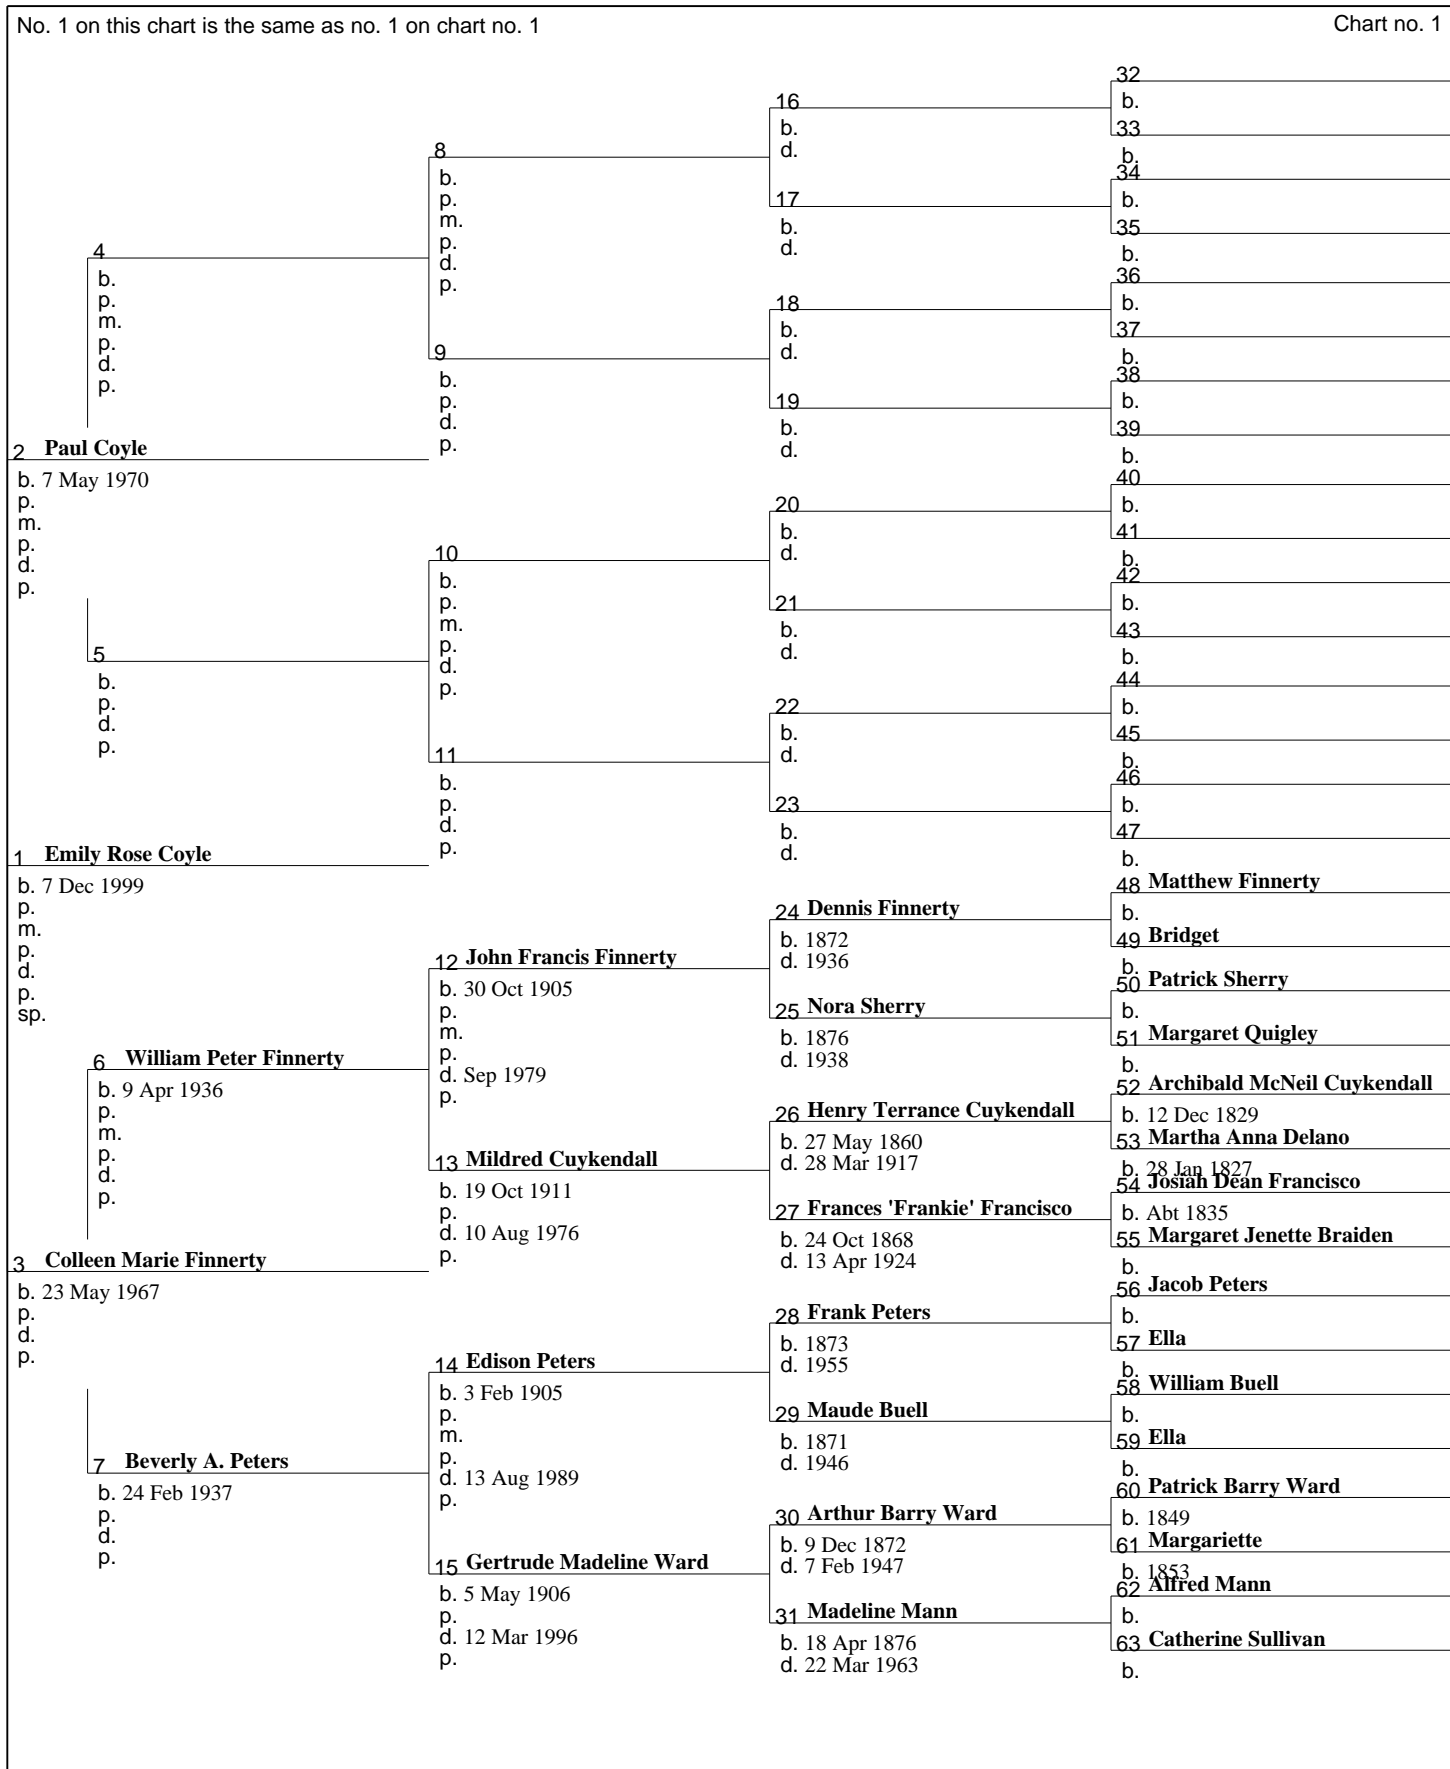 No. 1 on this chart is the same as no. 1 on chart no. 1
Chart no. 1
1 Emily Rose Coyle
b. 7 Dec 1999
p.
m.
p.
d.
p.
sp.
2 Paul Coyle
b. 7 May 1970
p.
m.
p.
d.
p.
3 Colleen Marie Finnerty
b. 23 May 1967
p.
d.
p.
4
b.
p.
m.
p.
d.
p.
5
b.
p.
d.
p.
6 William Peter Finnerty
b. 9 Apr 1936
p.
m.
p.
d.
p.
7 Beverly A. Peters
b. 24 Feb 1937
p.
d.
p.
8
b.
p.
m.
p.
d.
p.
9
b.
p.
d.
p.
10
b.
p.
m.
p.
d.
p.
11
b.
p.
d.
p.
12 John Francis Finnerty
b. 30 Oct 1905
p.
m.
p.
d. Sep 1979
p.
13 Mildred Cuykendall
b. 19 Oct 1911
p.
d. 10 Aug 1976
p.
14 Edison Peters
b. 3 Feb 1905
p.
m.
p.
d. 13 Aug 1989
p.
15 Gertrude Madeline Ward
b. 5 May 1906
p.
d. 12 Mar 1996
p.
16
b.
d.
17
b.
d.
18
b.
d.
19
b.
d.
20
b.
d.
21
b.
d.
22
b.
d.
23
b.
d.
24 Dennis Finnerty
b. 1872
d. 1936
25 Nora Sherry
b. 1876
d. 1938
26 Henry Terrance Cuykendall
b. 27 May 1860
d. 28 Mar 1917
27 Frances 'Frankie' Francisco
b. 24 Oct 1868
d. 13 Apr 1924
28 Frank Peters
b. 1873
d. 1955
29 Maude Buell
b. 1871
d. 1946
30 Arthur Barry Ward
b. 9 Dec 1872
d. 7 Feb 1947
31 Madeline Mann
b. 18 Apr 1876
d. 22 Mar 1963
32
b.
33
b.
34
b.
35
b.
36
b.
37
b.
38
b.
39
b.
40
b.
41
b.
42
b.
43
b.
44
b.
45
b.
46
b.
47
b.
48 Matthew Finnerty
b.
49 Bridget
b.
50 Patrick Sherry
b.
51 Margaret Quigley
b.
52 Archibald McNeil Cuykendall
b. 12 Dec 1829
53 Martha Anna Delano
b. 28 Jan 1827
54 Josiah Dean Francisco
b. Abt 1835
55 Margaret Jenette Braiden
b.
56 Jacob Peters
b.
57 Ella
b.
58 William Buell
b.
59 Ella
b.
60 Patrick Barry Ward
b. 1849
61 Margariette
b. 1853
62 Alfred Mann
b.
63 Catherine Sullivan
b.